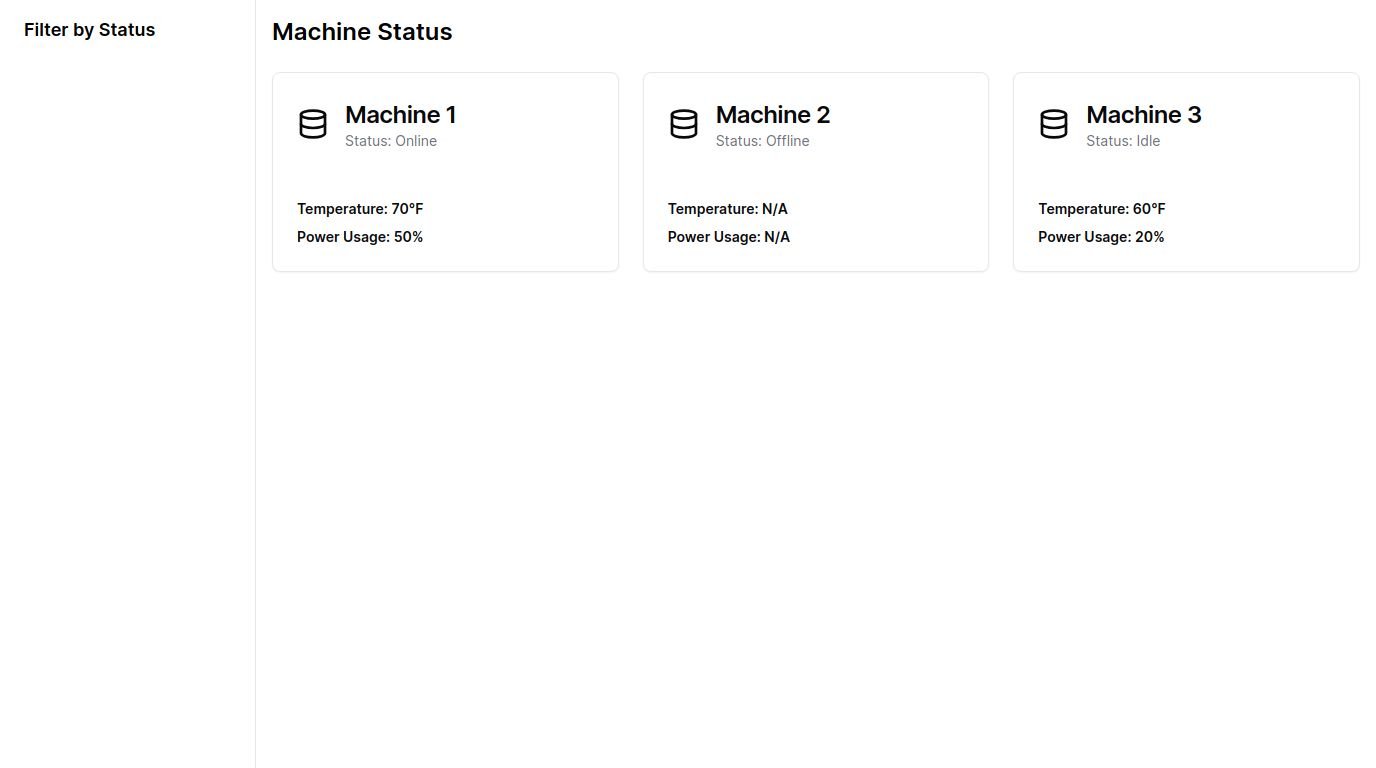 Filter by Status
Machine Status
Machine 1
Status: Online
Temperature: 70°F
Power Usage: 50%
Machine 2
Status: Offline
Temperature: N/A
Power Usage: N/A
Machine 3
Status: Idle
Temperature: 60°F
Power Usage: 20%